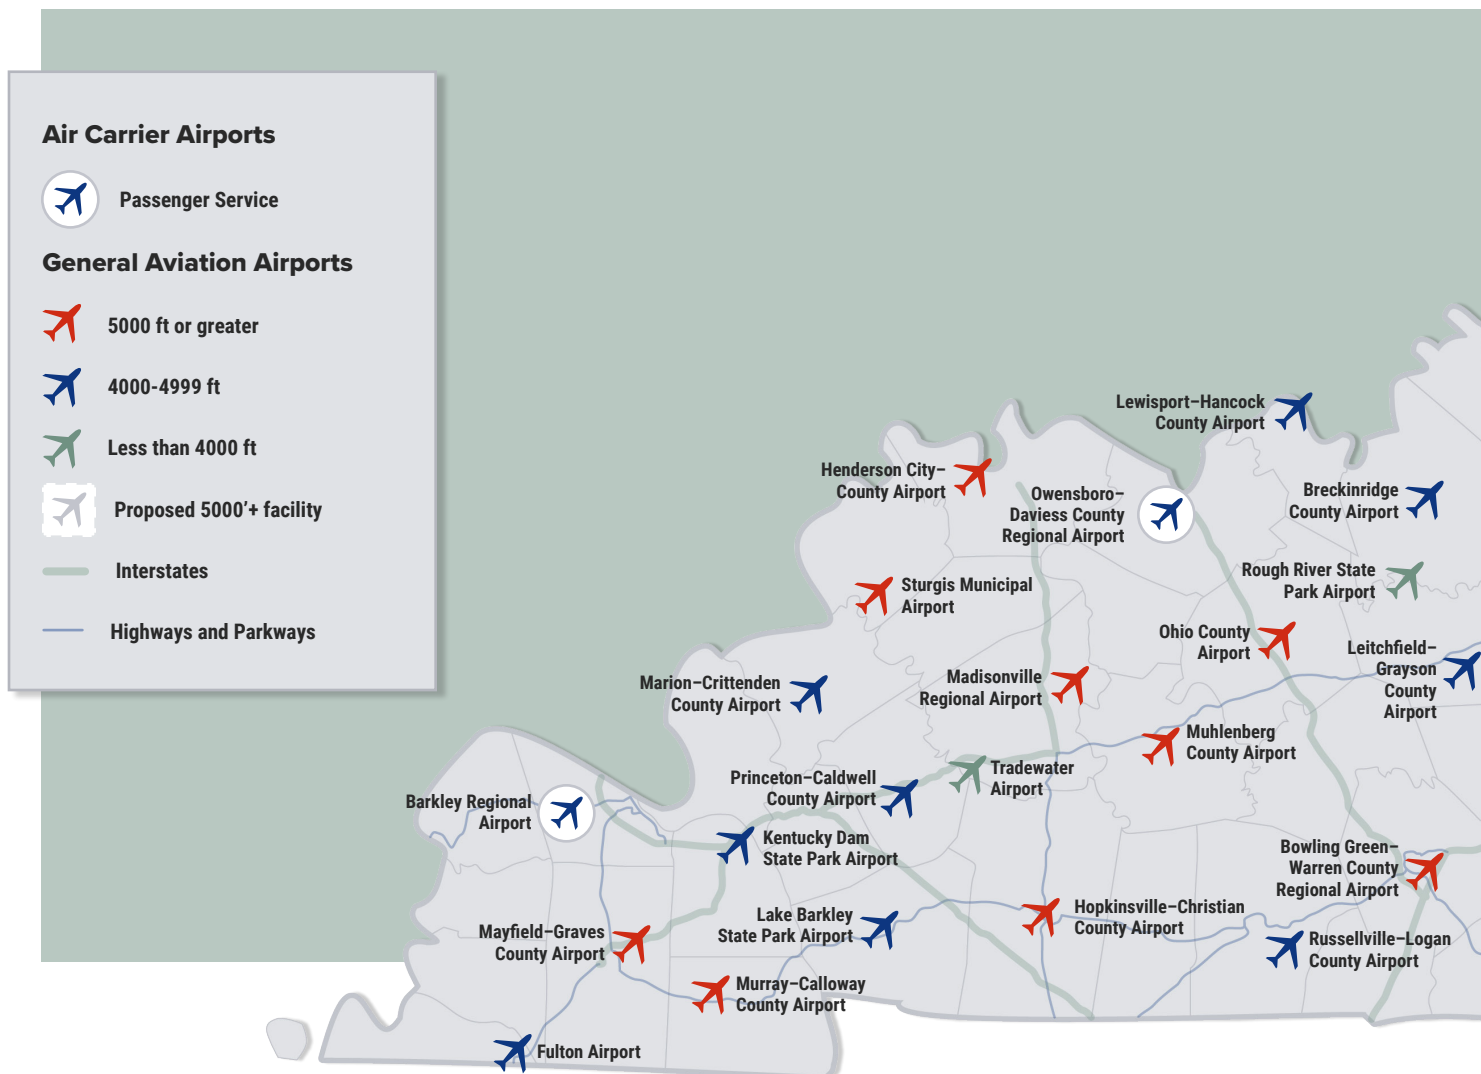 Air Carrier Airports
Passenger Service
General Aviation Airports
5000 ft or greater
4000-4999 ft
Less than 4000 ft
Proposed 5000’+ facility
Interstates
Highways and Parkways
Lewisport–Hancock
County Airport
Henderson City–
County Airport
Owensboro–
Daviess County
Regional Airport
Breckinridge
County Airport
Rough River State
Park Airport
Sturgis Municipal
Airport
Ohio County
Airport
Leitchfield–
Grayson
County
Airport
Marion–Crittenden
County Airport
Madisonville
Regional Airport
Muhlenberg
County Airport
Princeton–Caldwell
County Airport
Tradewater
Airport
Barkley Regional
Airport
Kentucky Dam
State Park Airport
Bowling Green–
Warren County
Regional Airport
Lake Barkley
State Park Airport
Hopkinsville–Christian
County Airport
Mayfield–Graves
County Airport
Russellville–Logan
County Airport
Murray–Calloway
County Airport
Fulton Airport